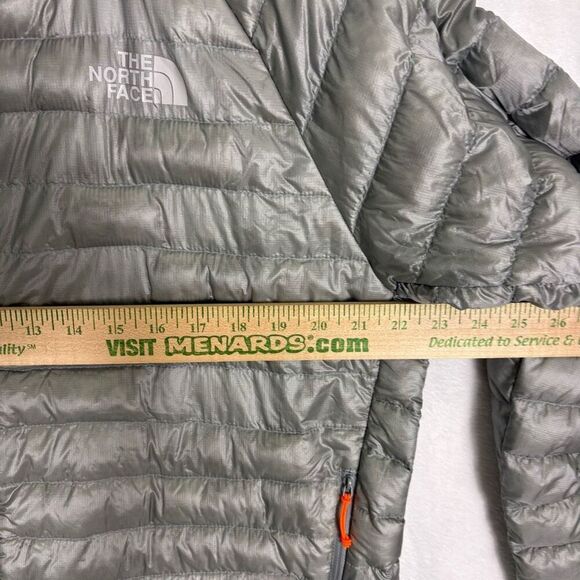 THE
NORTH
FACE
13 14 15 16 17 18 19 20 21 22 23 24 25 26
ality℠ VISIT MENARDS.com Dedicated to Service &